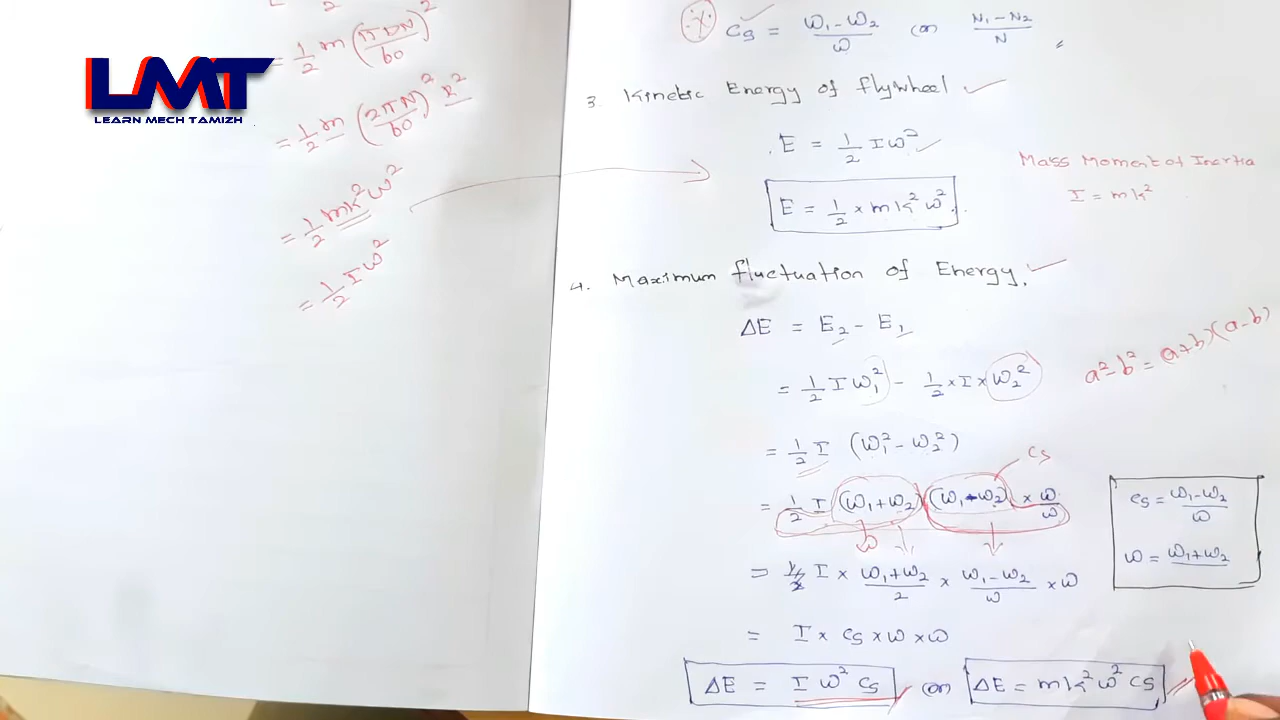 = 1/2 m (πDN/60)²
= 1/2 m (2πN/60)² k²
= 1/2 mk²ω²
= 1/2 Iω²
LMT
LEARN MECH TAMIZH
Cs = ω₁-ω₂/ω (or) N₁-N₂/N
3. Kinetic Energy of flywheel
E = 1/2 Iω²
Mass Moment of Inertia
I = mk²
E = 1/2 × mk²ω²
4. Maximum fluctuation of Energy.
ΔE = E₂ - E₁
a²-b² = (a+b)(a-b)
= 1/2 Iω₁² - 1/2 × I × ω₂²
= 1/2 I (ω₁² - ω₂²)
Cs
= 1/2 I (ω₁+ω₂) (ω₁-ω₂) × ω/ω
ω
Cs = ω₁-ω₂/ω
ω = ω₁+ω₂
= 1/2 I × ω₁+ω₂/2 × ω₁-ω₂/ω × ω
= I × Cs × ω × ω
ΔE = I ω² Cs (or) ΔE = mk²ω² Cs